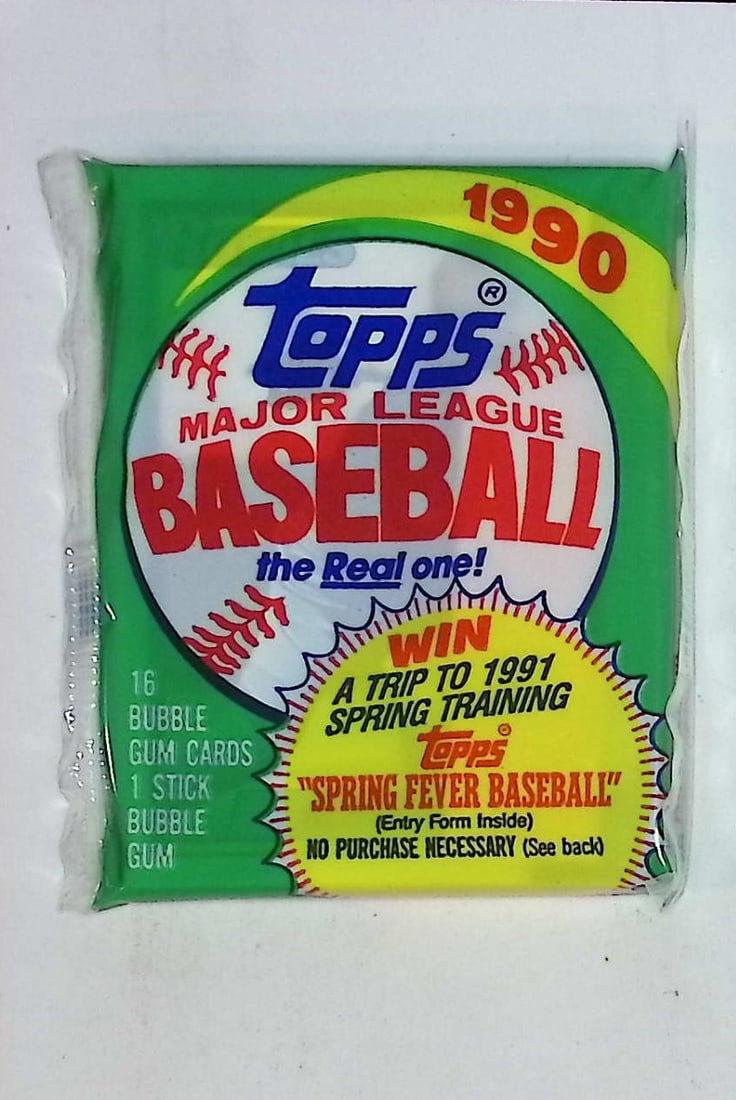 1990
Topps ®
MAJOR LEAGUE
BASEBALL
the Real one!
16
BUBBLE
GUM CARDS
1 STICK
BUBBLE
GUM
WIN
A TRIP TO 1991
SPRING TRAINING
Topps®
"SPRING FEVER BASEBALL"
(Entry Form Inside)
NO PURCHASE NECESSARY (See back)